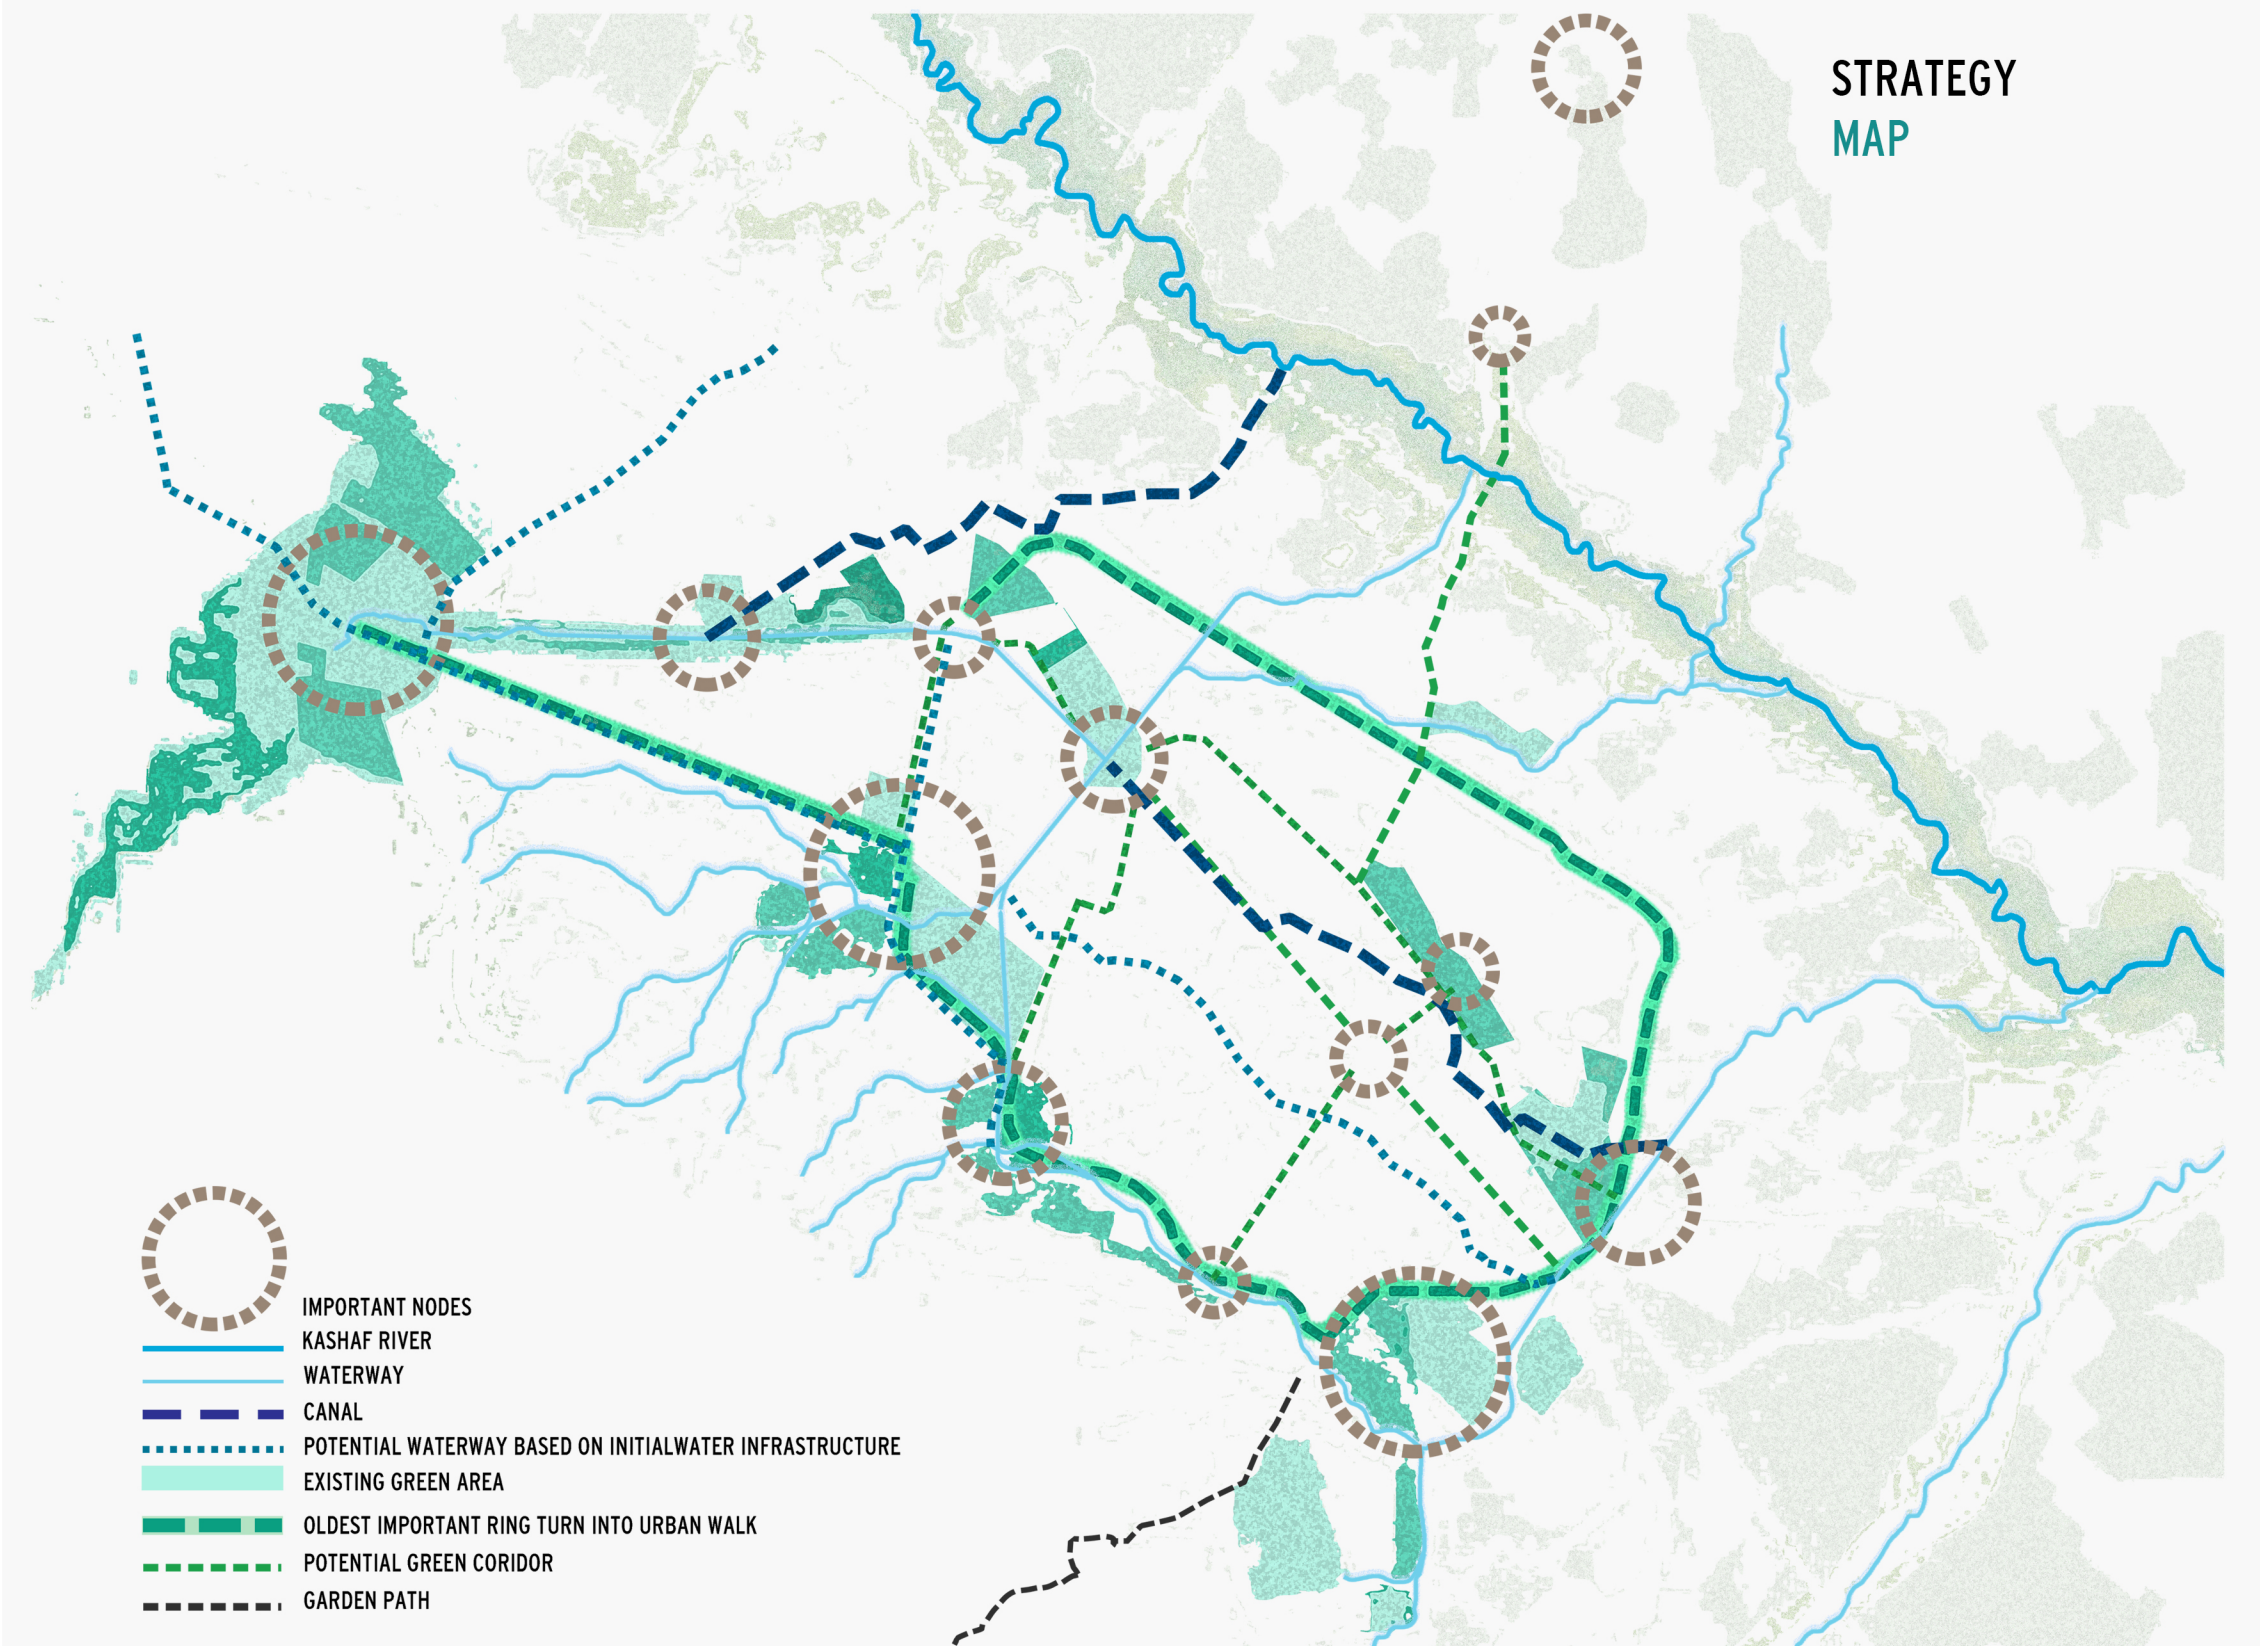 STRATEGY
MAP
IMPORTANT NODES
KASHAF RIVER
WATERWAY
CANAL
POTENTIAL WATERWAY BASED ON INITIALWATER INFRASTRUCTURE
EXISTING GREEN AREA
OLDEST IMPORTANT RING TURN INTO URBAN WALK
POTENTIAL GREEN CORIDOR
GARDEN PATH